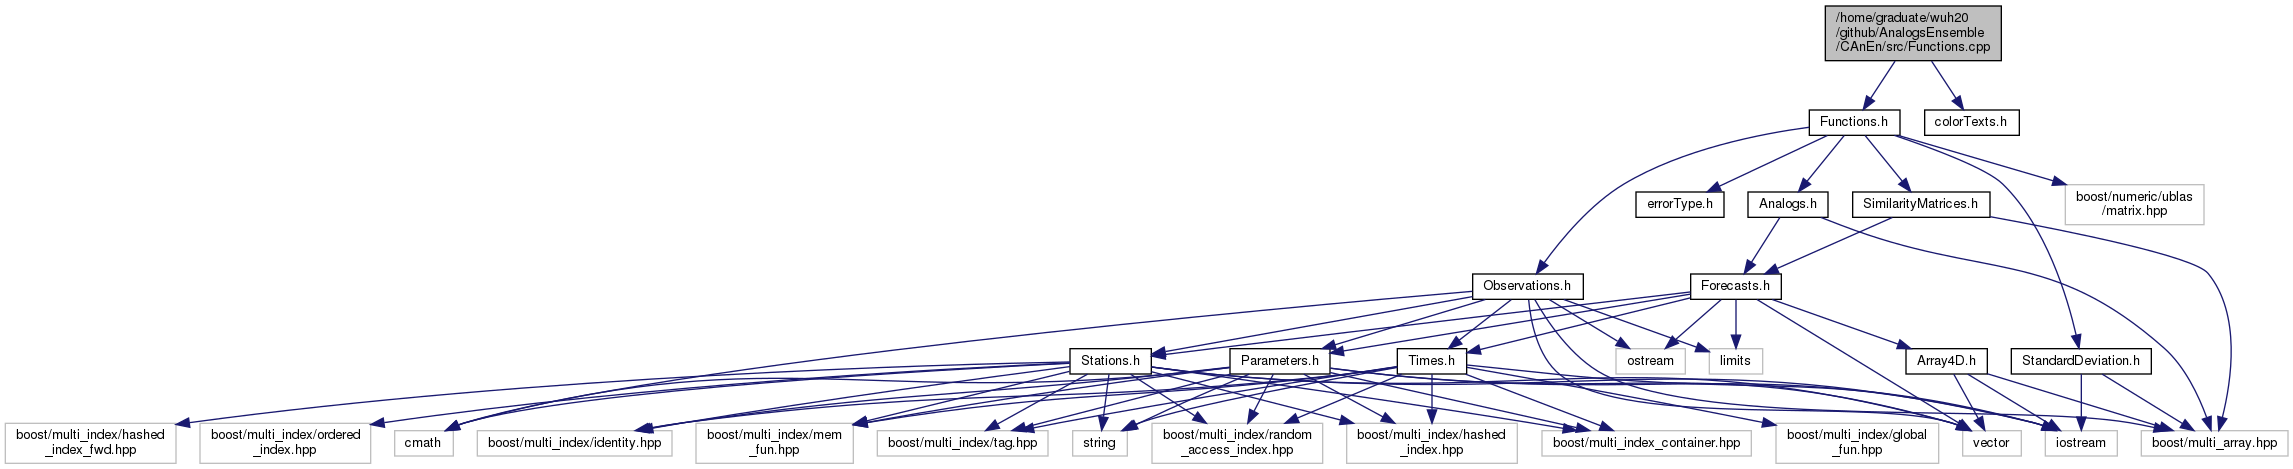 /home/graduate/wuh20
/github/AnalogsEnsemble
/CAnEn/src/Functions.cpp
Functions.h
colorTexts.h
errorType.h
Analogs.h
SimilarityMatrices.h
boost/numeric/ublas
/matrix.hpp
Observations.h
Forecasts.h
Stations.h
Parameters.h
Times.h
ostream
limits
Array4D.h
StandardDeviation.h
boost/multi_index/hashed
_index_fwd.hpp
boost/multi_index/ordered
_index.hpp
cmath
boost/multi_index/identity.hpp
boost/multi_index/mem
_fun.hpp
boost/multi_index/tag.hpp
string
boost/multi_index/random
_access_index.hpp
boost/multi_index/hashed
_index.hpp
boost/multi_index_container.hpp
boost/multi_index/global
_fun.hpp
vector
iostream
boost/multi_array.hpp